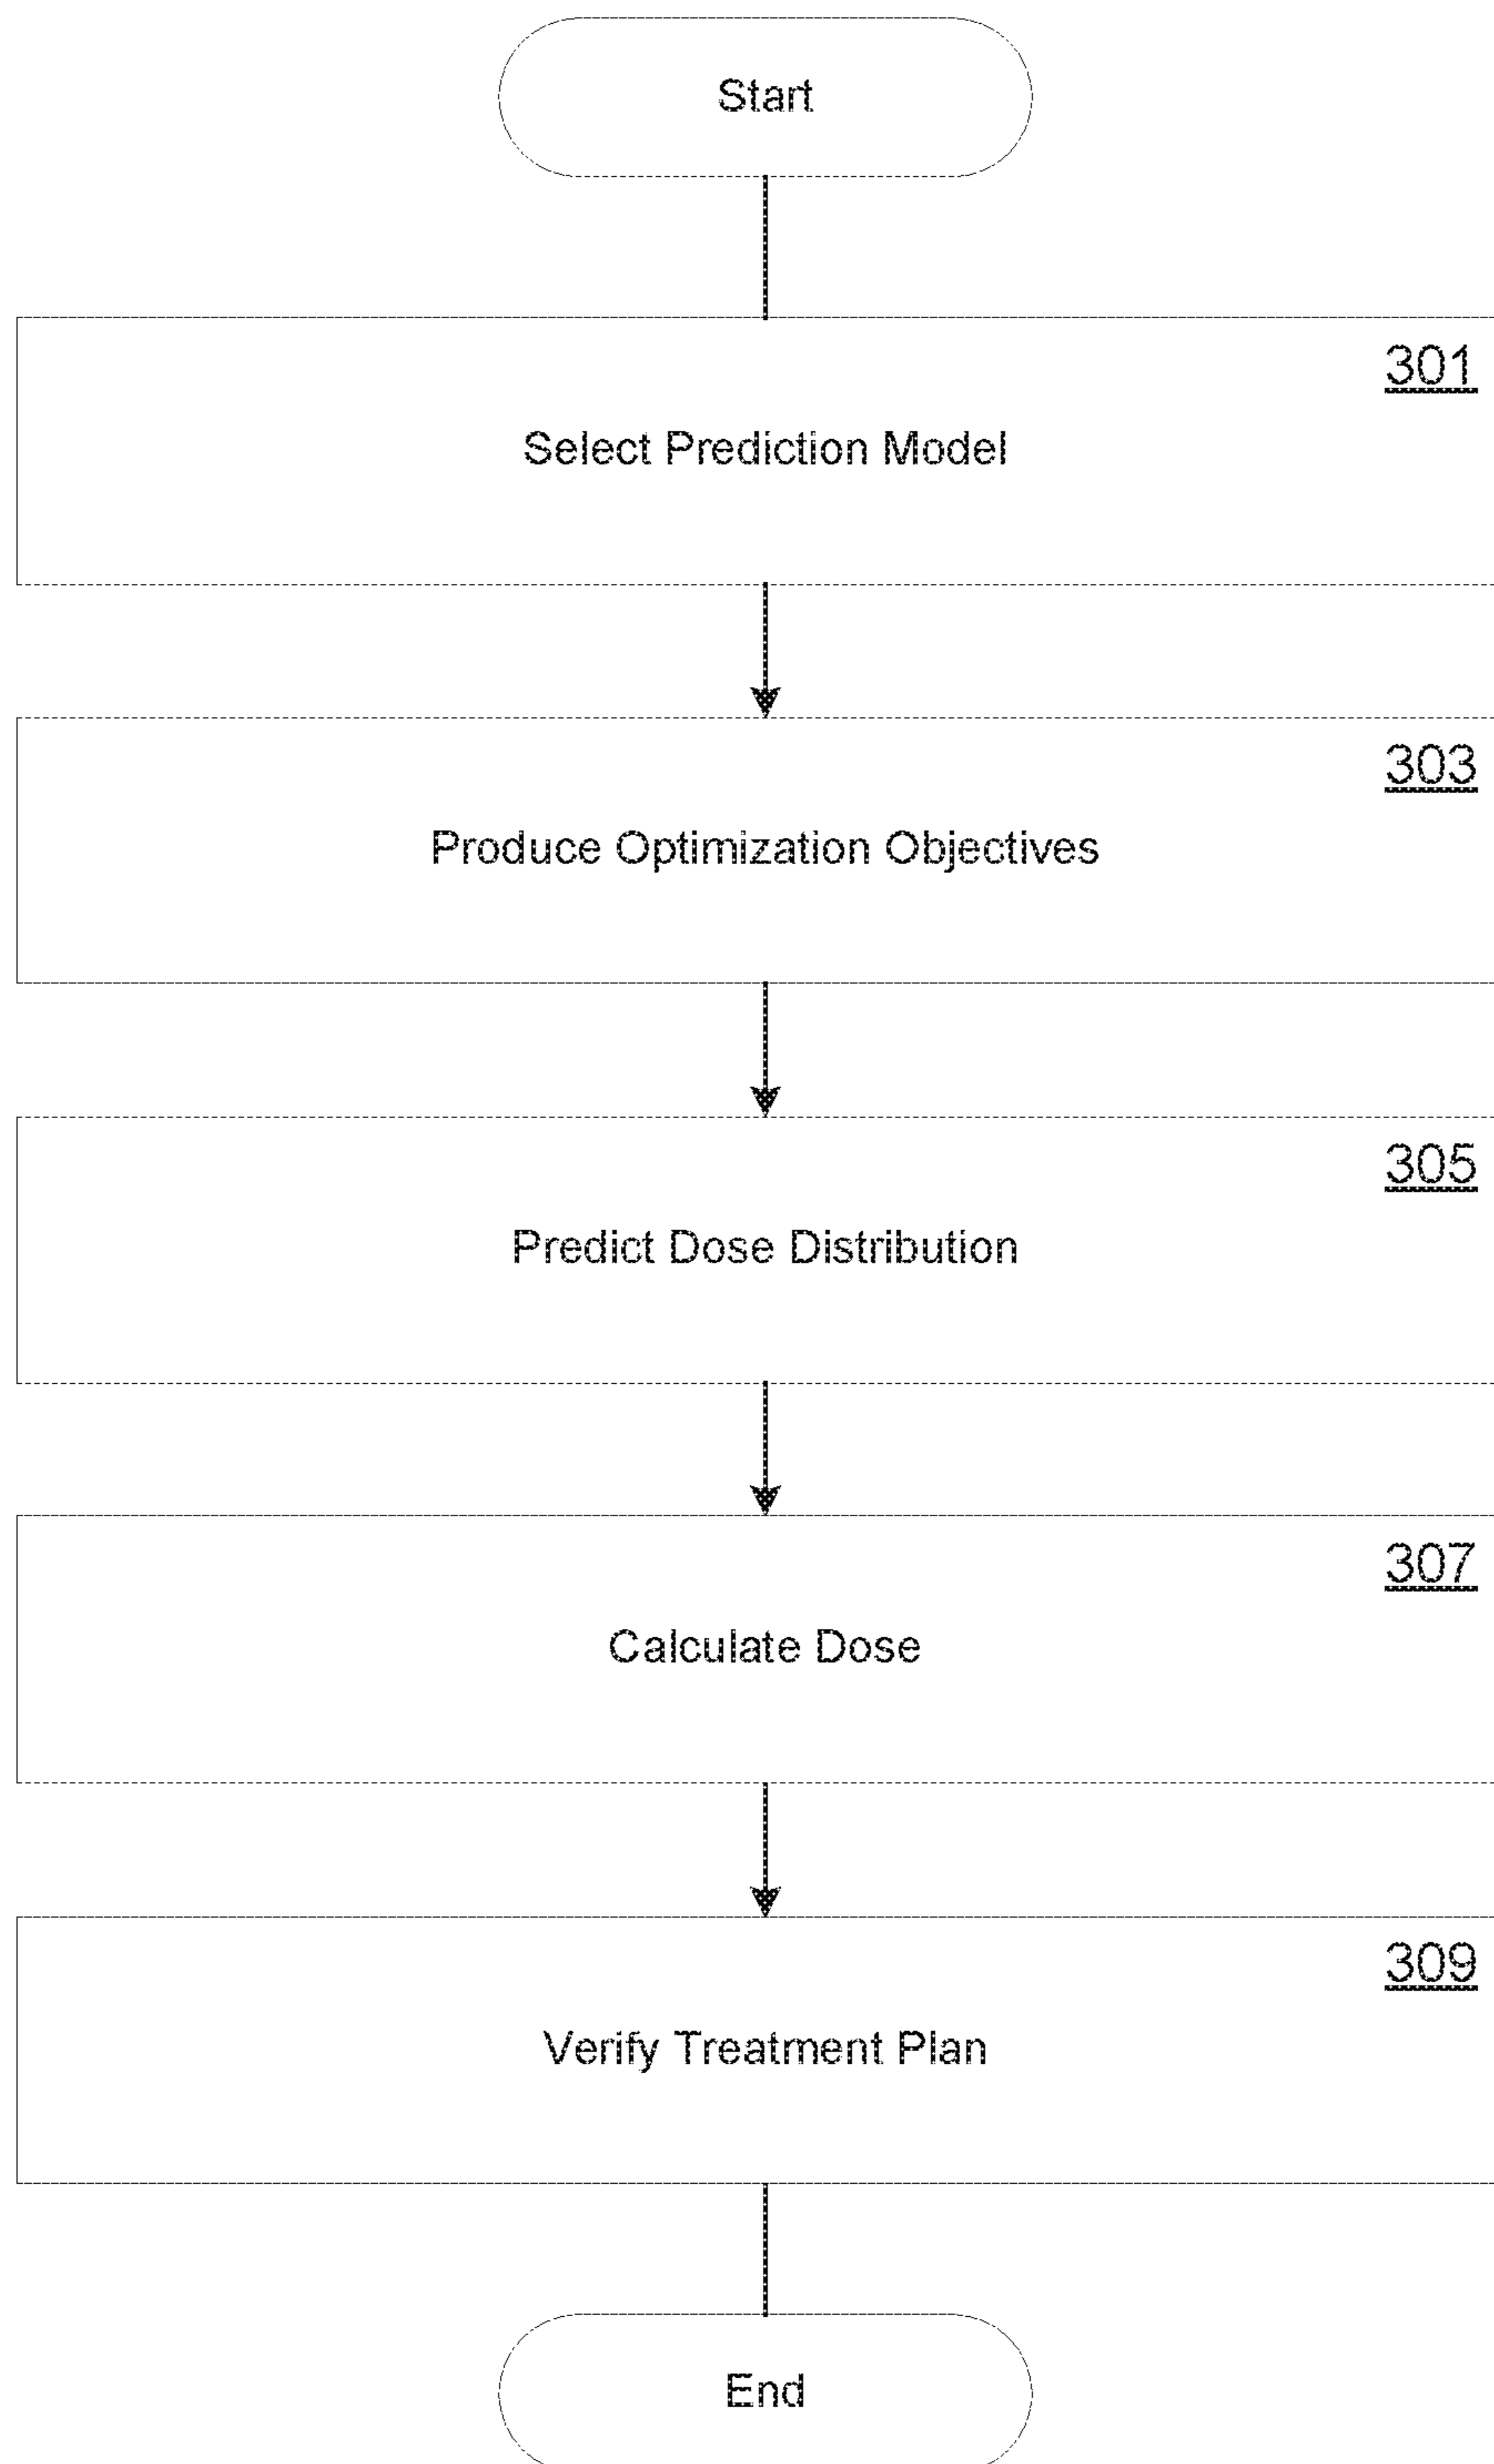 Start
301
Select Prediction Model
303
Produce Optimization Objectives
305
Predict Dose Distribution
307
Calculate Dose
309
Verify Treatment Plan
End